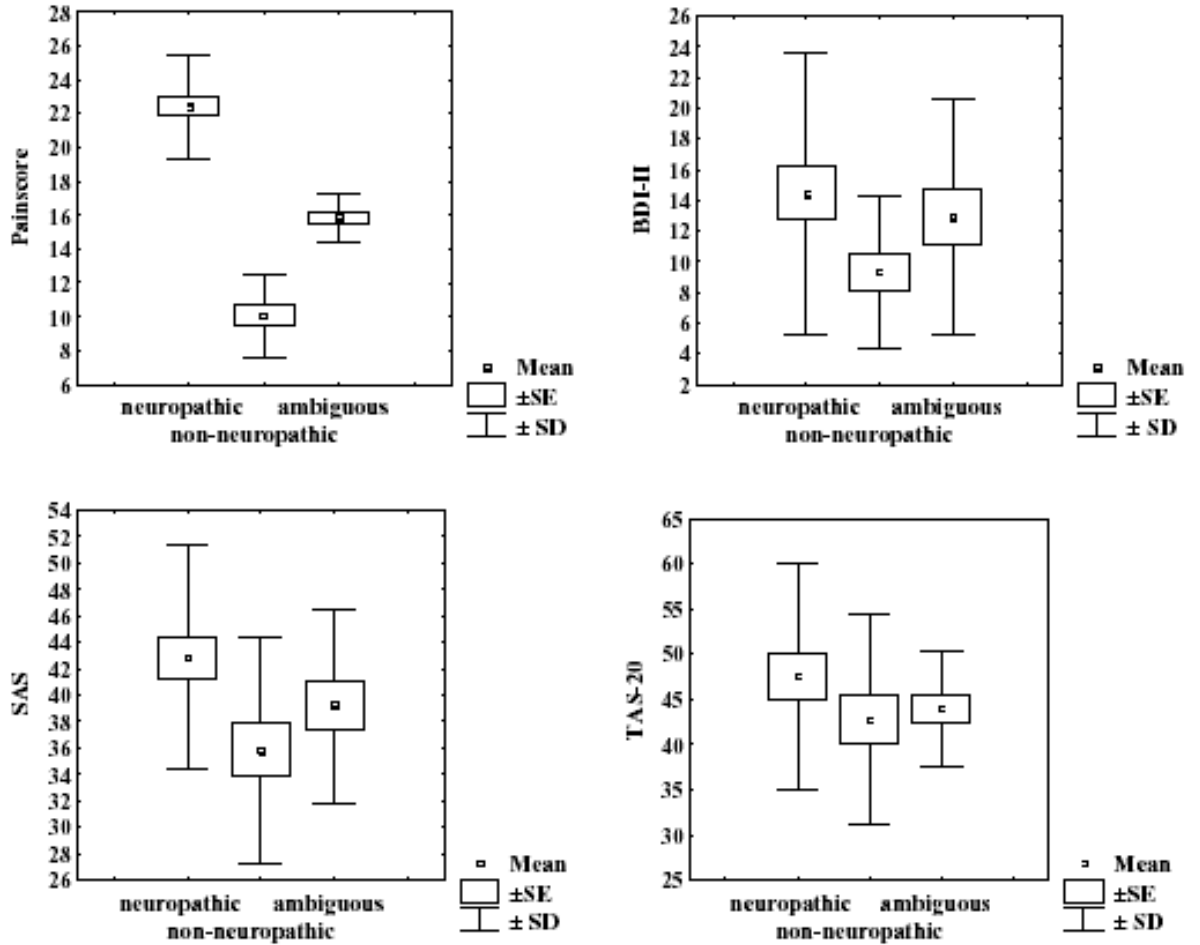 Painscore
28
26
24
22
20
18
16
14
12
10
8
6
neuropathic ambiguous
non-neuropathic
Mean
±SE
± SD
BDI-II
26
24
22
20
18
16
14
12
10
8
6
4
2
neuropathic ambiguous
non-neuropathic
Mean
±SE
± SD
SAS
54
52
50
48
46
44
42
40
38
36
34
32
30
28
26
neuropathic ambiguous
non-neuropathic
Mean
±SE
± SD
TAS-20
65
60
55
50
45
40
35
30
25
neuropathic ambiguous
non-neuropathic
Mean
±SE
± SD